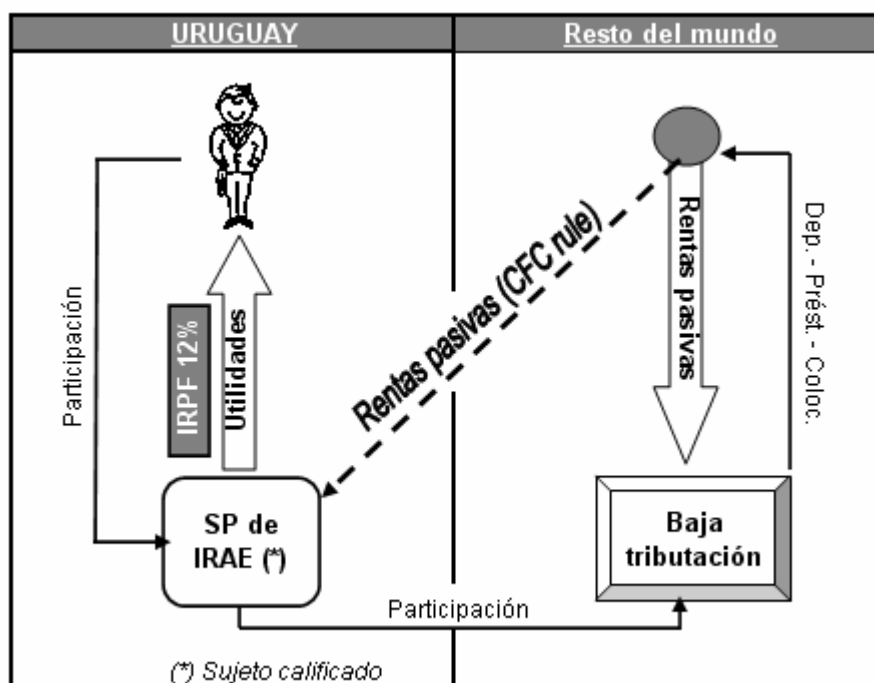 URUGUAY
Resto del mundo
Participación
IRPF 12%
Utilidades
Rentas pasivas (CFC rule)
Rentas pasivas
Dep. - Prést. - Coloc.
SP de
IRAE (*)
Baja
tributación
Participación
(*) Sujeto calificado